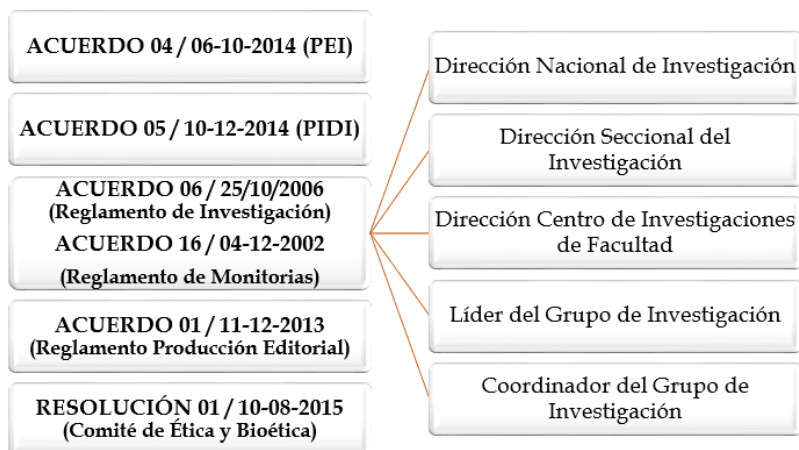 ACUERDO 04 / 06-10-2014 (PEI)
ACUERDO 05 / 10-12-2014 (PIDI)
ACUERDO 06 / 25/10/2006
(Reglamento de Investigación)
ACUERDO 16 / 04-12-2002
(Reglamento de Monitorias)
ACUERDO 01 / 11-12-2013
(Reglamento Producción Editorial)
RESOLUCIÓN 01 / 10-08-2015
(Comité de Ética y Bioética)
Dirección Nacional de Investigación
Dirección Seccional del
Investigación
Dirección Centro de Investigaciones
de Facultad
Líder del Grupo de Investigación
Coordinador del Grupo de
Investigación